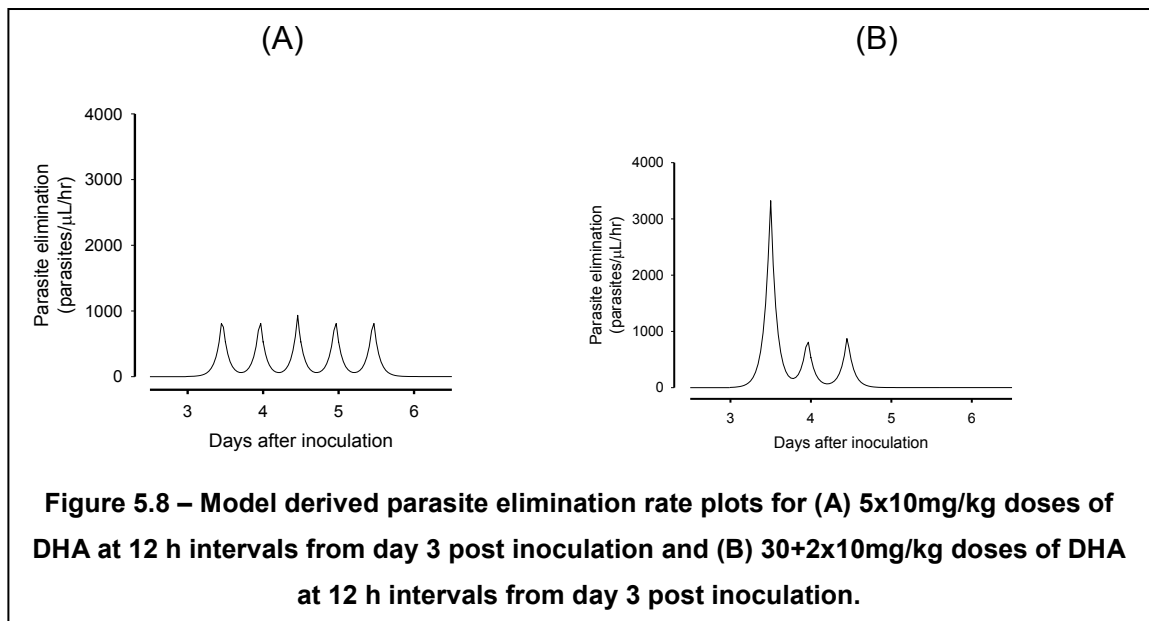 (A)
(B)
Parasite elimination
(parasites/μL/hr)
4000
3000
2000
1000
0
3 4 5 6
Days after inoculation
Parasite elimination
(parasites/μL/hr)
4000
3000
2000
1000
0
3 4 5 6
Days after inoculation
Figure 5.8 – Model derived parasite elimination rate plots for (A) 5x10mg/kg doses of
DHA at 12 h intervals from day 3 post inoculation and (B) 30+2x10mg/kg doses of DHA
at 12 h intervals from day 3 post inoculation.